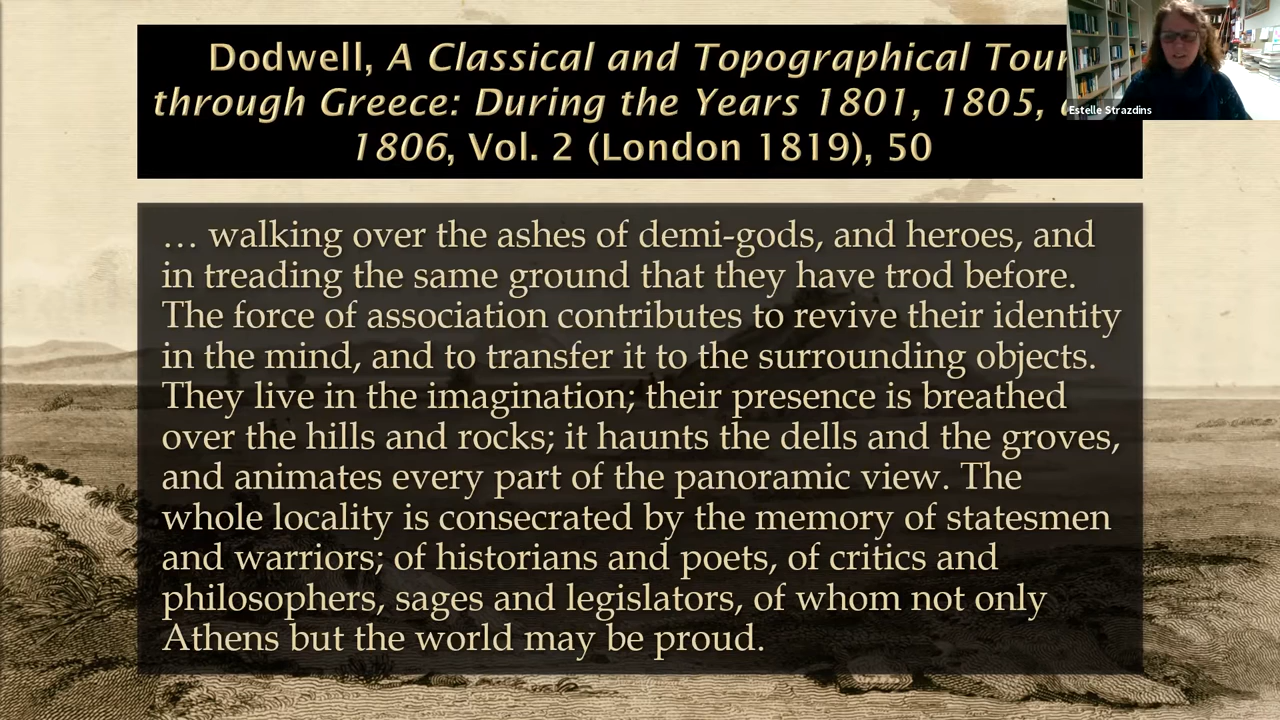 Dodwell, A Classical and Topographical Tour
through Greece: During the Years 1801, 1805,
1806, Vol. 2 (London 1819), 50
Estelle Strazdins
… walking over the ashes of demi-gods, and heroes, and
in treading the same ground that they have trod before.
The force of association contributes to revive their identity
in the mind, and to transfer it to the surrounding objects.
They live in the imagination; their presence is breathed
over the hills and rocks; it haunts the dells and the groves,
and animates every part of the panoramic view. The
whole locality is consecrated by the memory of statesmen
and warriors; of historians and poets, of critics and
philosophers, sages and legislators, of whom not only
Athens but the world may be proud.